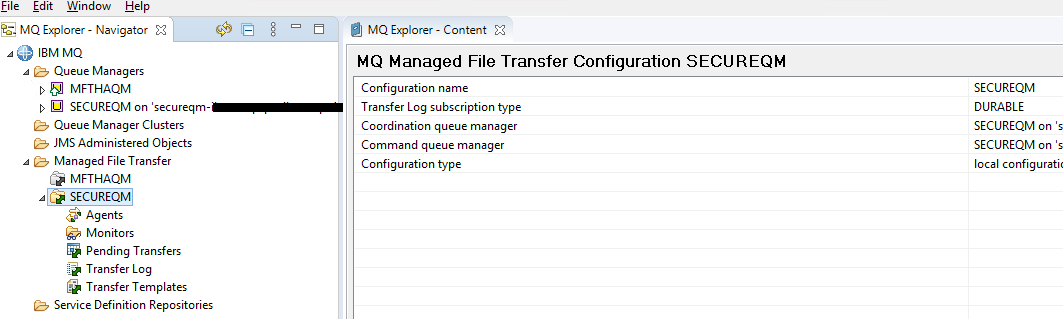 File Edit Window Help
MQ Explorer - Navigator
MQ Explorer - Content
IBM MQ
Queue Managers
MFTHAQM
SECUREQM on 'secureqm-
Queue Manager Clusters
JMS Administered Objects
Managed File Transfer
MFTHAQM
SECUREQM
Agents
Monitors
Pending Transfers
Transfer Log
Transfer Templates
Service Definition Repositories
MQ Managed File Transfer Configuration SECUREQM
Configuration name SECUREQM
Transfer Log subscription type DURABLE
Coordination queue manager SECUREQM on 's
Command queue manager SECUREQM on 's
Configuration type local configuratio